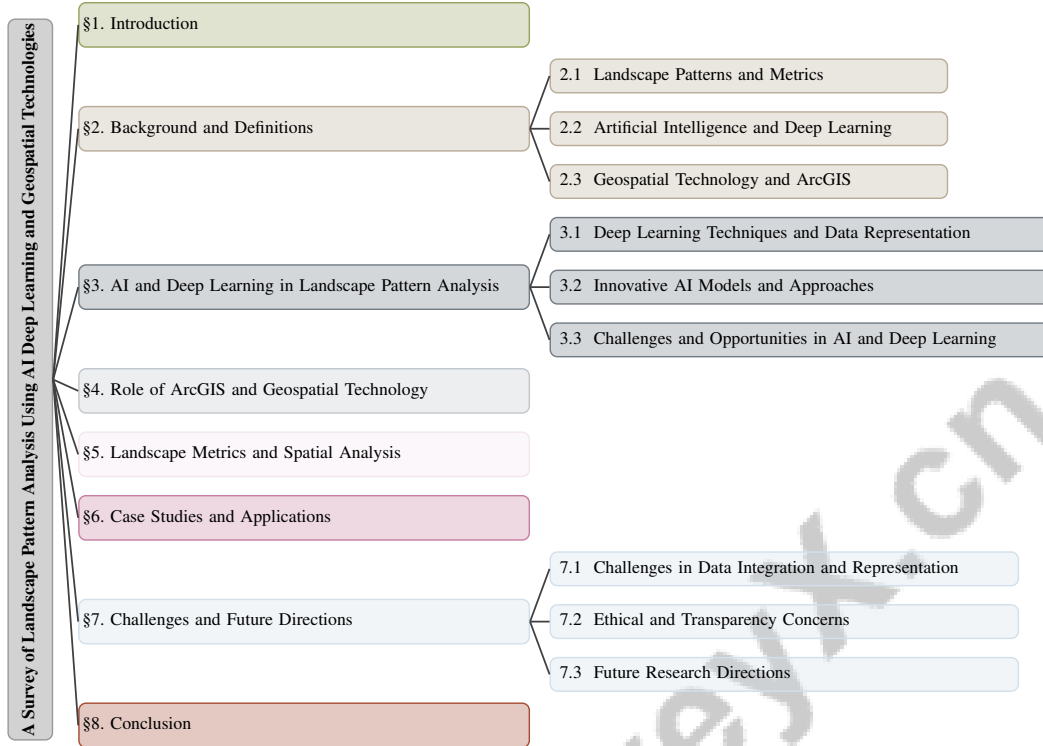 A Survey of Landscape Pattern Analysis Using AI Deep Learning and Geospatial Technologies
§1. Introduction
§2. Background and Definitions
2.1 Landscape Patterns and Metrics
2.2 Artificial Intelligence and Deep Learning
2.3 Geospatial Technology and ArcGIS
§3. AI and Deep Learning in Landscape Pattern Analysis
3.1 Deep Learning Techniques and Data Representation
3.2 Innovative AI Models and Approaches
3.3 Challenges and Opportunities in AI and Deep Learning
§4. Role of ArcGIS and Geospatial Technology
§5. Landscape Metrics and Spatial Analysis
§6. Case Studies and Applications
§7. Challenges and Future Directions
7.1 Challenges in Data Integration and Representation
7.2 Ethical and Transparency Concerns
7.3 Future Research Directions
§8. Conclusion
eyx.cn